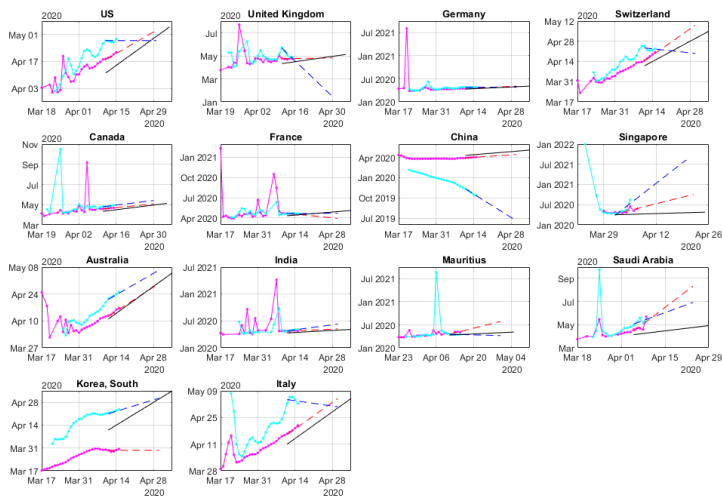 US
2020
May 01
Apr 17
Apr 03
Mar 18 Apr 01 Apr 15 Apr 29
2020
United Kingdom
2020
Jul
May
Mar
Jan
Mar 17 Mar 31 Apr 14 Apr 28
2020
Germany
Jul 2021
Jan 2021
Jul 2020
Jan 2020
Mar 17 Mar 31 Apr 14 Apr 28
2020
Switzerland
2020
May 12
Apr 28
Apr 14
Mar 31
Mar 17
Mar 17 Mar 31 Apr 14 Apr 28
2020
Canada
2020
Nov
Sep
Jul
May
Mar
Mar 19 Apr 02 Apr 16 Apr 30
2020
France
Jan 2021
Oct 2020
Jul 2020
Apr 2020
Mar 17 Mar 31 Apr 14 Apr 28
2020
China
Apr 2020
Jan 2020
Oct 2019
Jul 2019
Mar 17 Mar 31 Apr 14 Apr 28
2020
Singapore
Jan 2022
Jul 2021
Jan 2021
Jul 2020
Jan 2020
Mar 29 Apr 12 Apr 26
2020
Australia
2020
May 08
Apr 24
Apr 10
Mar 27
Mar 17 Mar 31 Apr 14 Apr 28
2020
India
Jul 2021
Jan 2021
Jul 2020
Jan 2020
Mar 17 Mar 31 Apr 14 Apr 28
2020
Mauritius
Jul 2021
Jan 2021
Jul 2020
Jan 2020
Mar 23 Apr 06 Apr 20 May 04
2020
Saudi Arabia
2020
Sep
Jul
May
Mar
Mar 18 Apr 01 Apr 15 Apr 29
2020
Korea, South
2020
Apr 28
Apr 14
Mar 31
Mar 17
Mar 17 Mar 31 Apr 14 Apr 28
2020
Italy
2020
May 09
Apr 25
Apr 11
Mar 28
Mar 17 Mar 31 Apr 14 Apr 28
2020